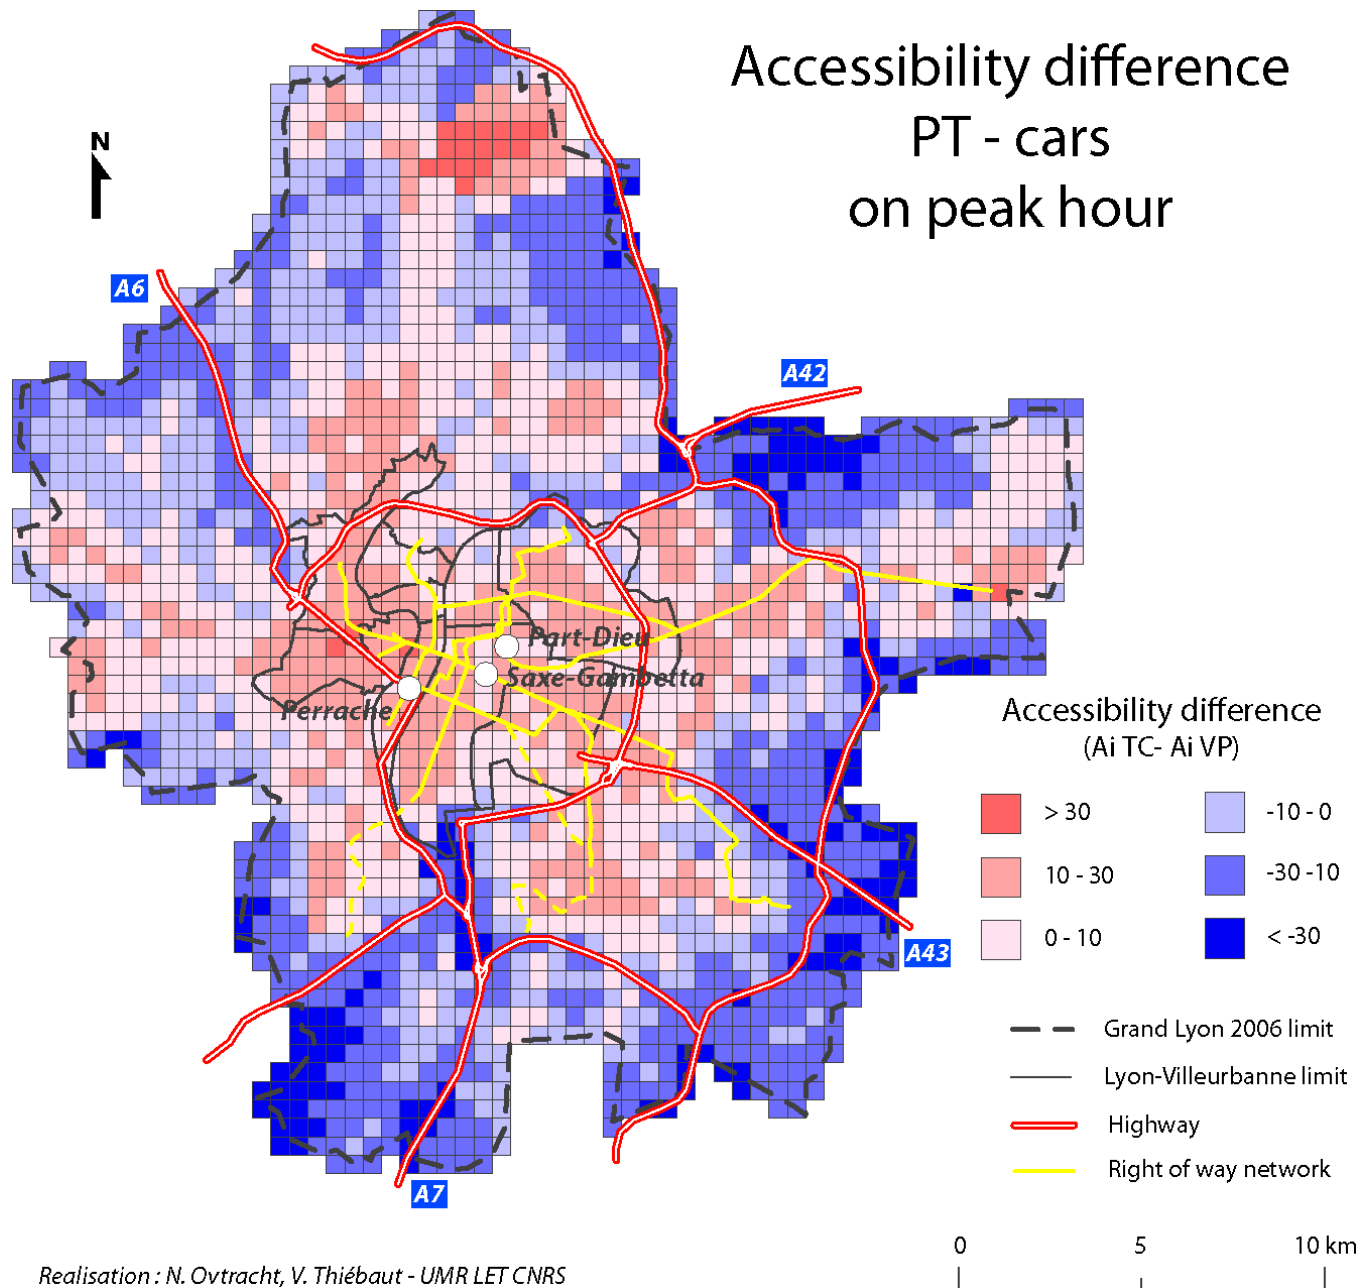 Accessibility difference
PT - cars
on peak hour
N
A6
A42
Part-Dieu
Saxe-Gambetta
Perrache
Accessibility difference
(Ai TC- Ai VP)
> 30
-10 - 0
10 - 30
-30 -10
0 - 10
< -30
A43
Grand Lyon 2006 limit
Lyon-Villeurbanne limit
Highway
Right of way network
A7
0 5 10 km
Realisation : N. Ovtracht, V. Thiébaut - UMR LET CNRS